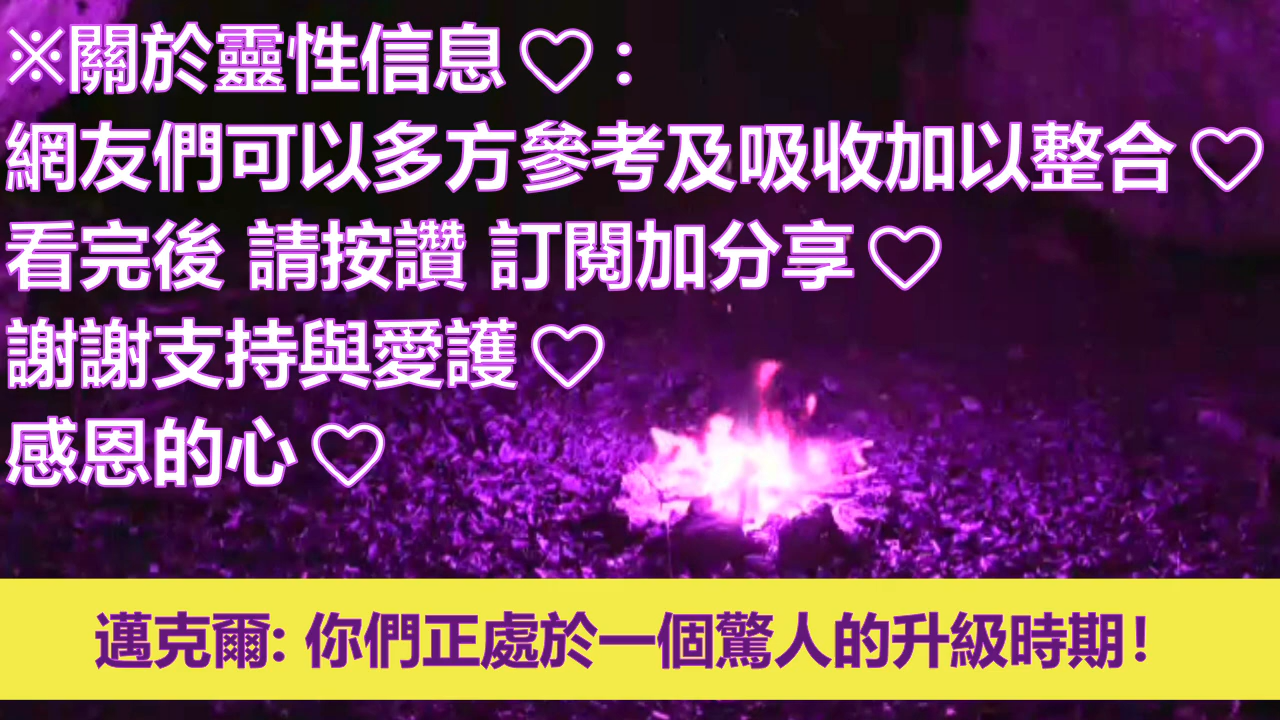 ※關於靈性信息♡:
網友們可以多方參考及吸收加以整合♡
看完後 請按讚 訂閱加分享♡
謝謝支持與愛護♡
感恩的心♡
邁克爾: 你們正處於一個驚人的升級時期!